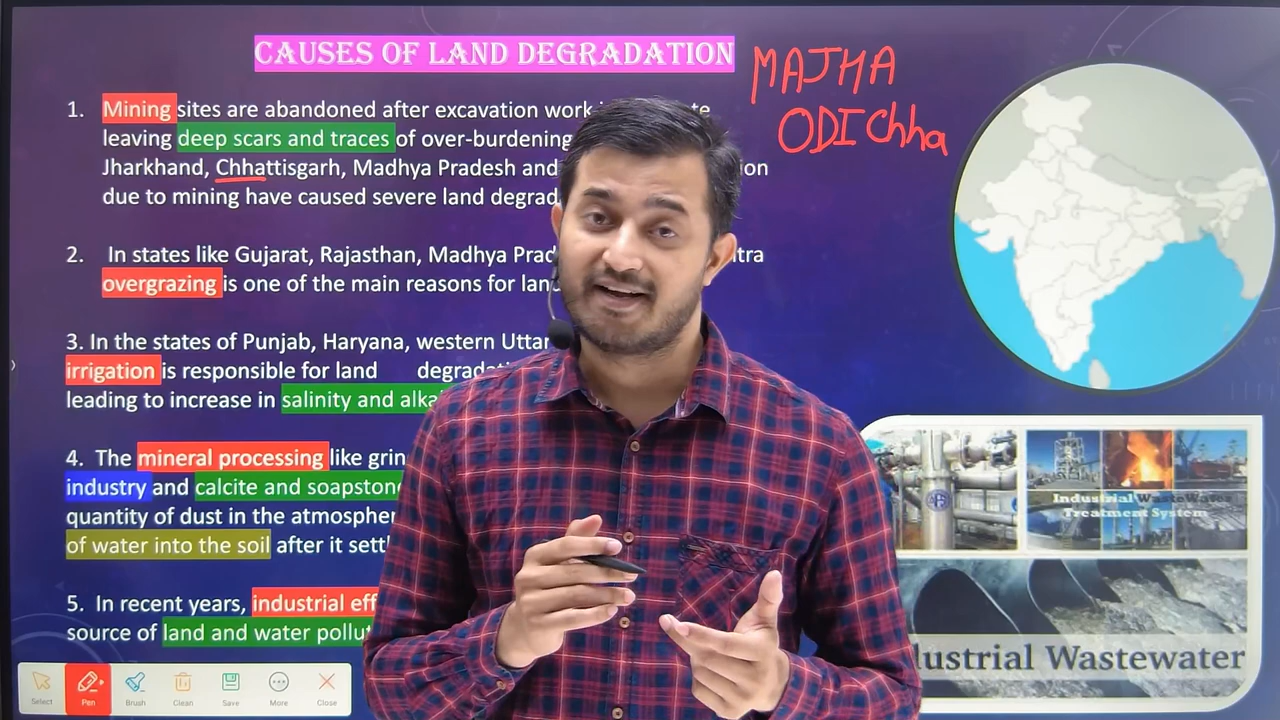 CAUSES OF LAND DEGRADATION
MAJHA
ODIChha
1. Mining sites are abandoned after excavation work
leaving deep scars and traces of over-burdening
Jharkhand, Chhattisgarh, Madhya Pradesh and
due to mining have caused severe land degrad
2. In states like Gujarat, Rajasthan, Madhya Prad
overgrazing is one of the main reasons for land
3. In the states of Punjab, Haryana, western Uttar
irrigation is responsible for land degradati
leading to increase in salinity and alka
4. The mineral processing like grin
industry and calcite and soapstone
quantity of dust in the atmospher
of water into the soil after it settl
5. In recent years, industrial eff
source of land and water pollut
Industrial WasteWater
Treatment System
dustrial Wastewater
Select Pen Brush Clean Save More Close